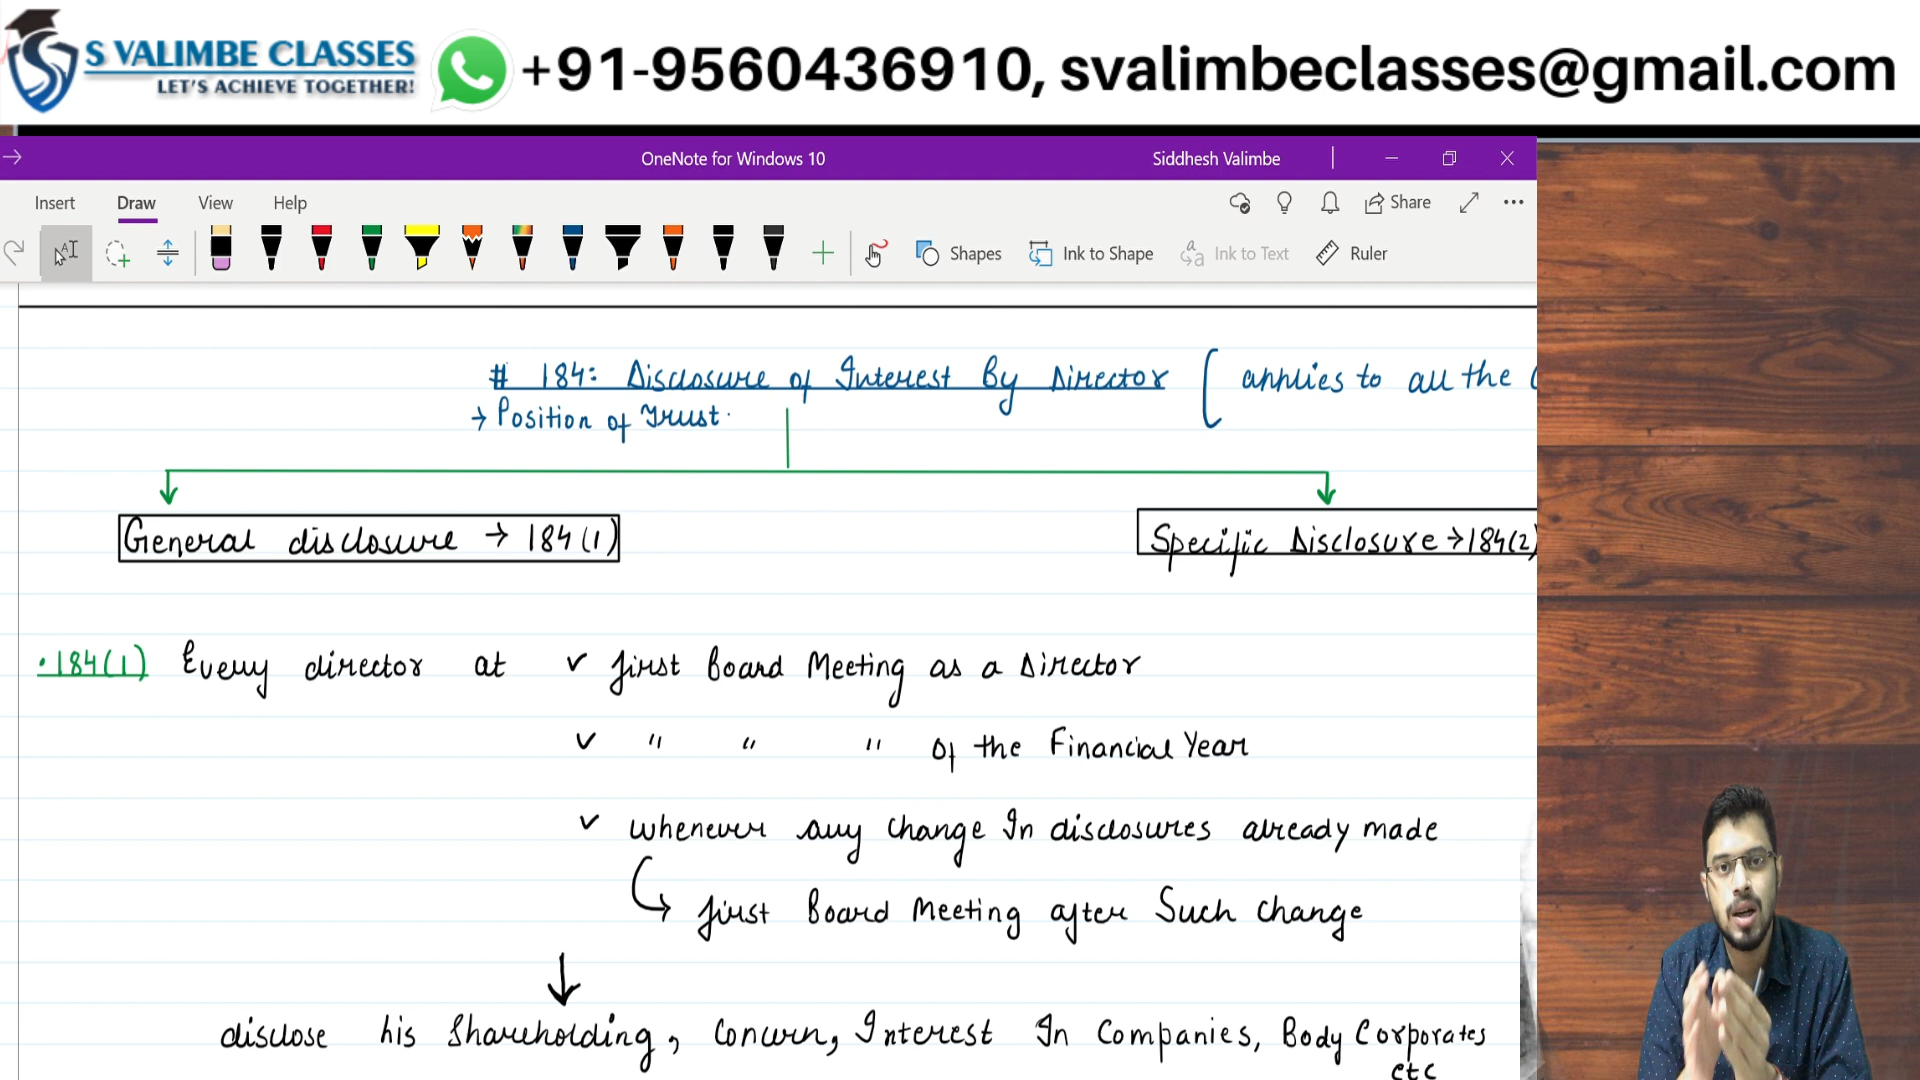 S VALIMBE CLASSES
LET'S ACHIEVE TOGETHER!
+91-9560436910, svalimbeclasses@gmail.com
OneNote for Windows 10
Siddhesh Valimbe
Insert Draw View Help
Share
Shapes Ink to Shape Ink to Text Ruler
# 184: Disclosure of Interest By Director [ applies to all the
→ Position of Trust.
General disclosure → 184(1)
Specific Disclosure → 184(2)
• 184(1) Every director at ✓ first Board Meeting as a Director
✓ " " " of the Financial Year
✓ whenever any change In disclosures already made
first Board Meeting after Such change
disclose his Shareholding, Concern, Interest In Companies, Body Corporates
etc